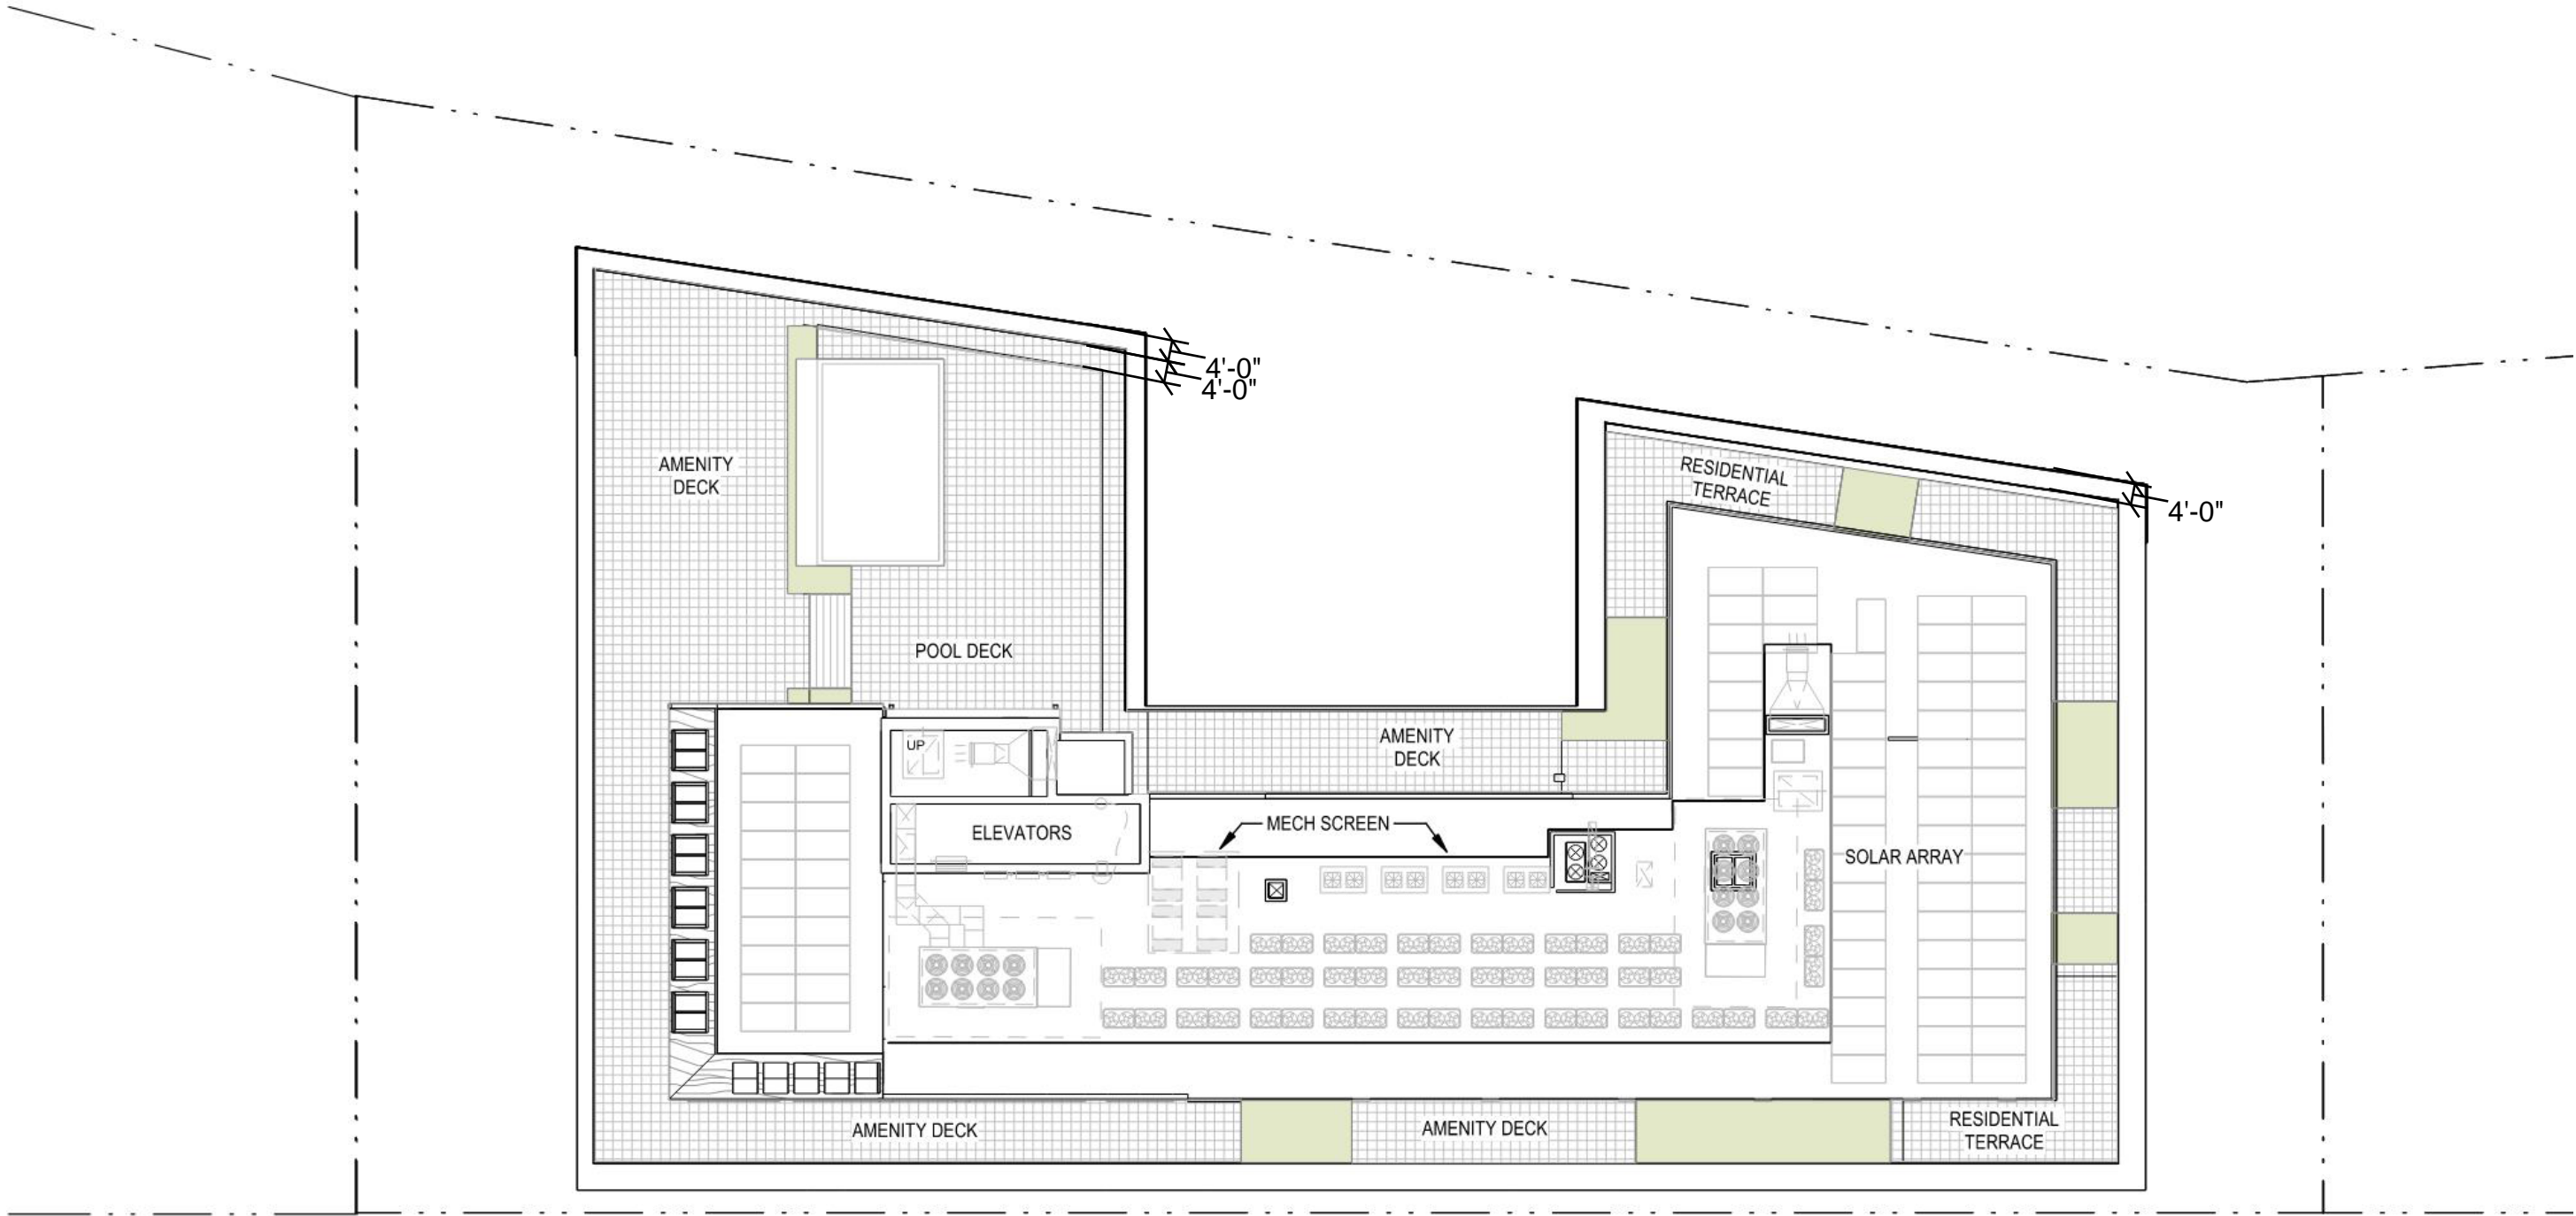 4'-0"
4'-0"
AMENITY
DECK
RESIDENTIAL
TERRACE
4'-0"
POOL DECK
UP
AMENITY
DECK
ELEVATORS
MECH SCREEN
SOLAR ARRAY
AMENITY DECK
AMENITY DECK
RESIDENTIAL
TERRACE